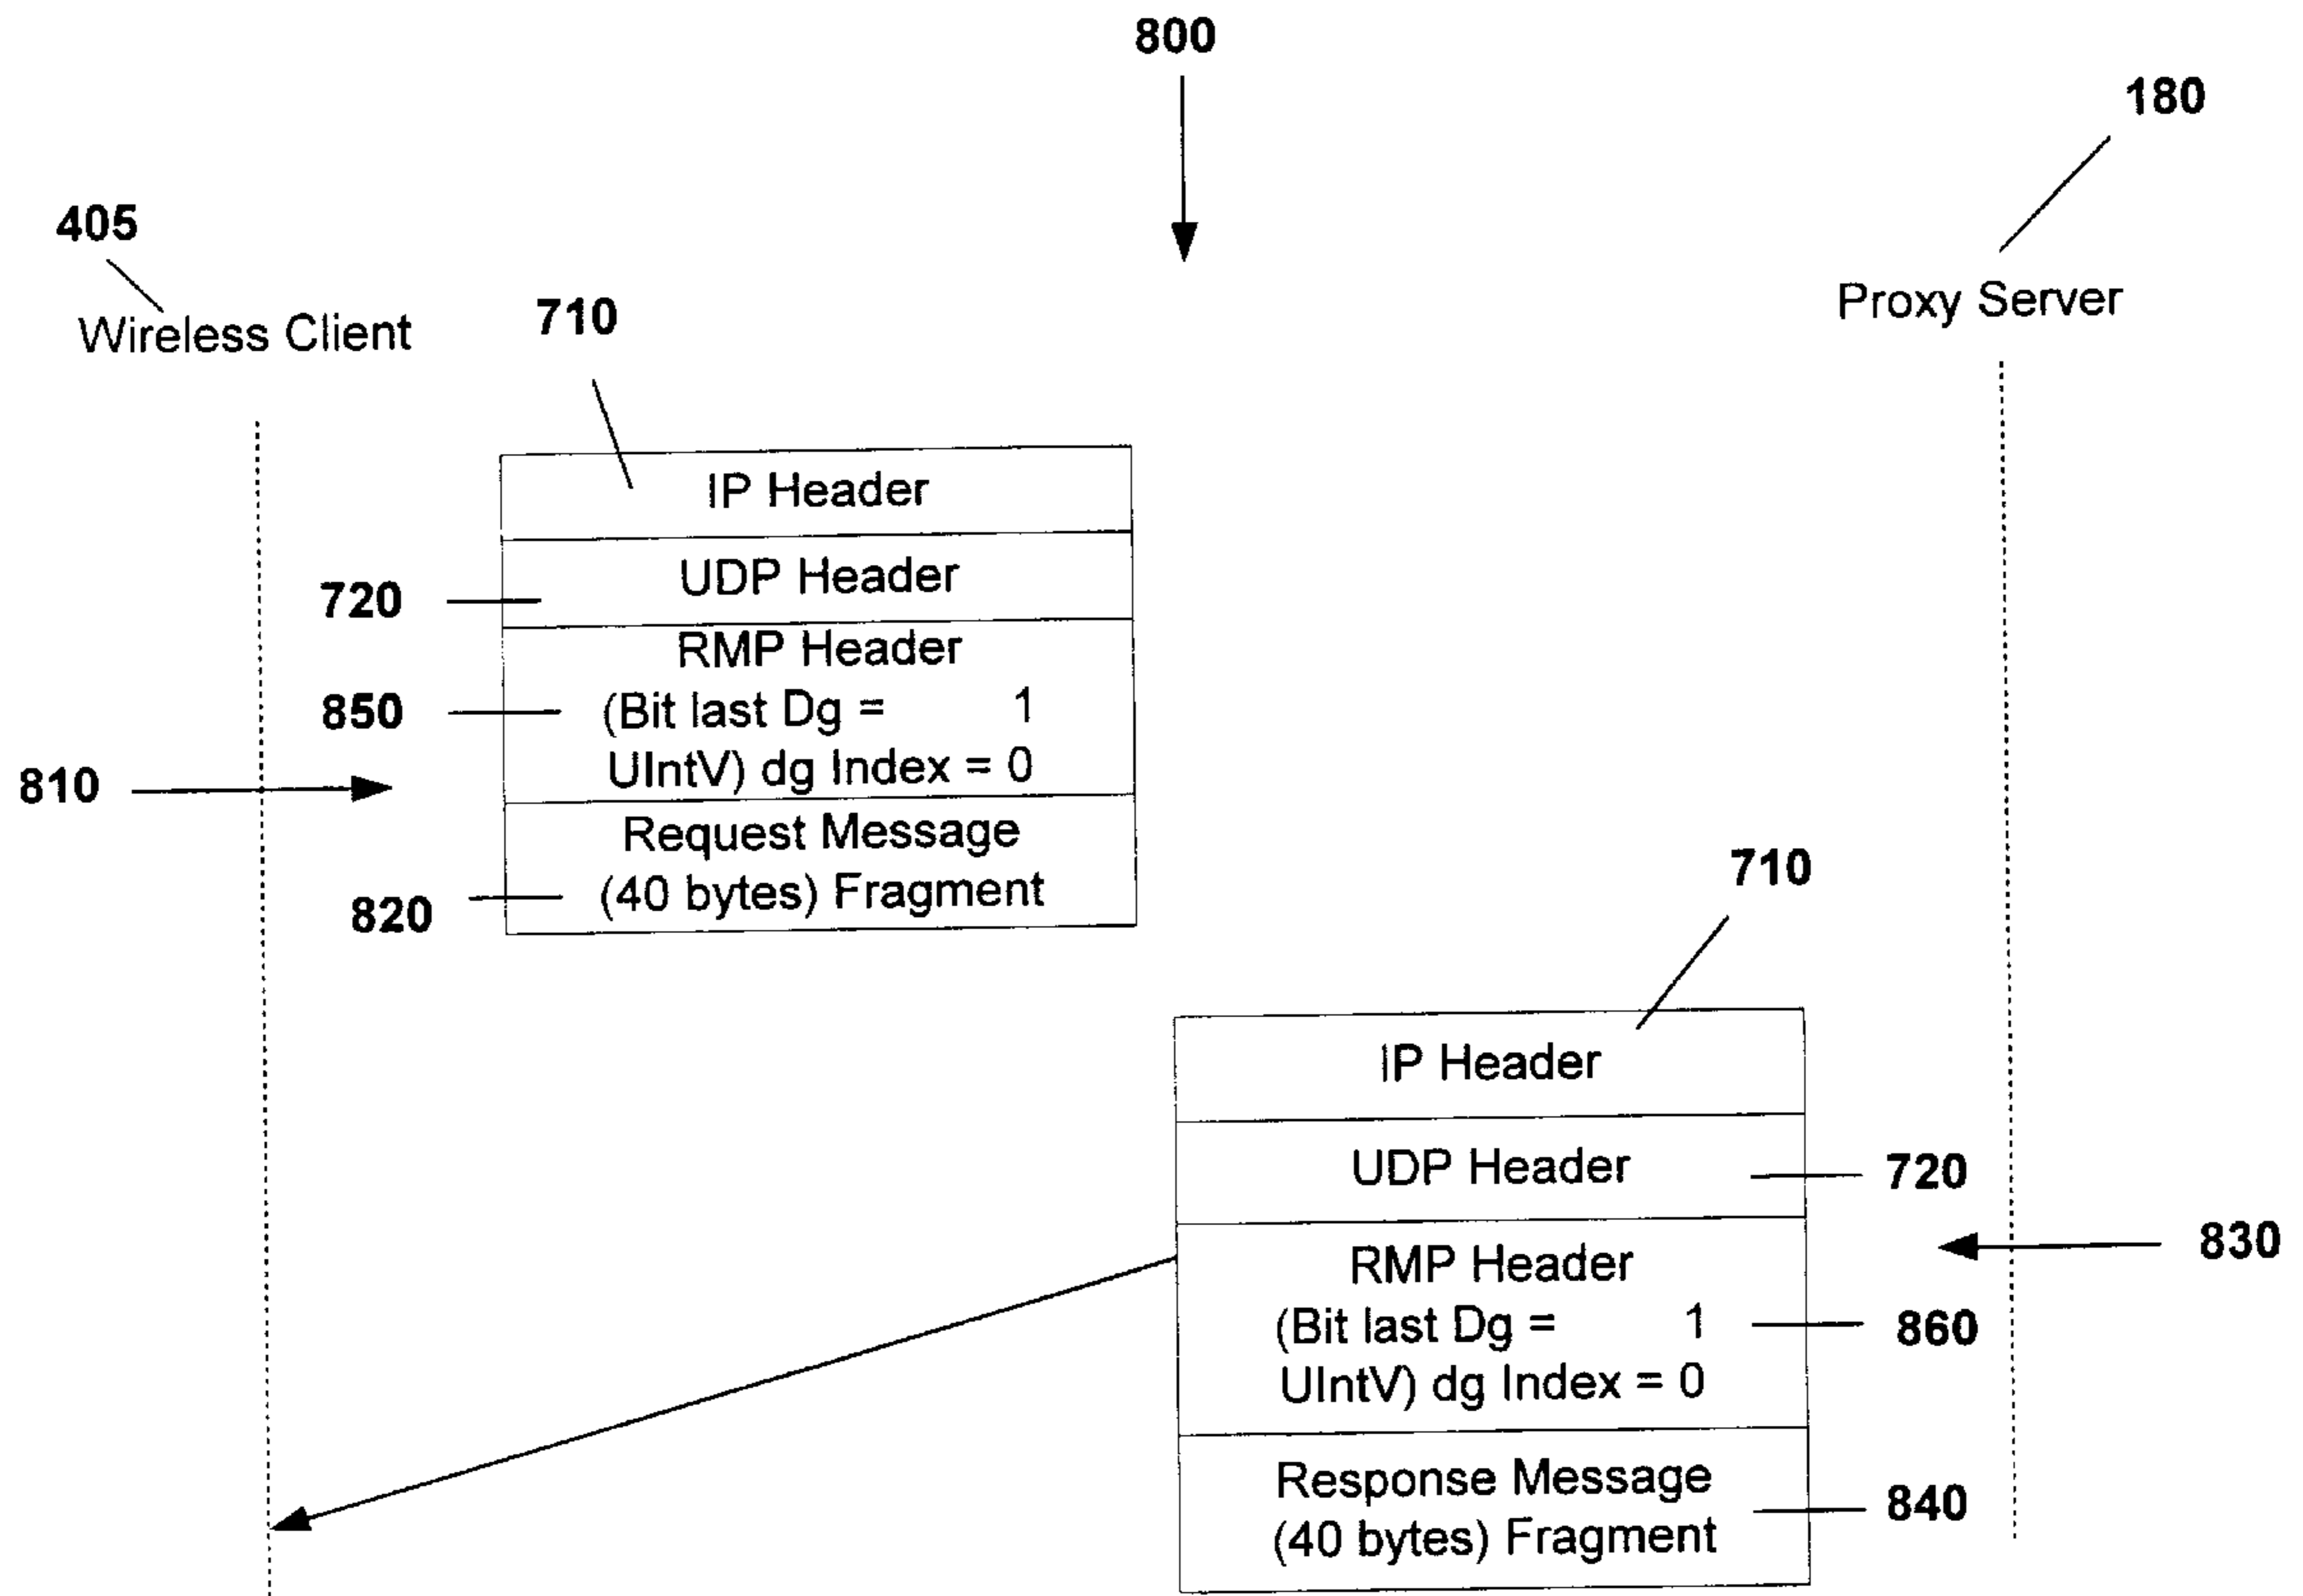 800
180
405
Wireless Client
710
Proxy Server
IP Header
UDP Header
720
RMP Header
850
(Bit last Dg = 1
UIntV) dg Index = 0
810
Request Message
(40 bytes) Fragment
820
710
IP Header
UDP Header
720
RMP Header
830
(Bit last Dg = 1
860
UIntV) dg Index = 0
Response Message
840
(40 bytes) Fragment